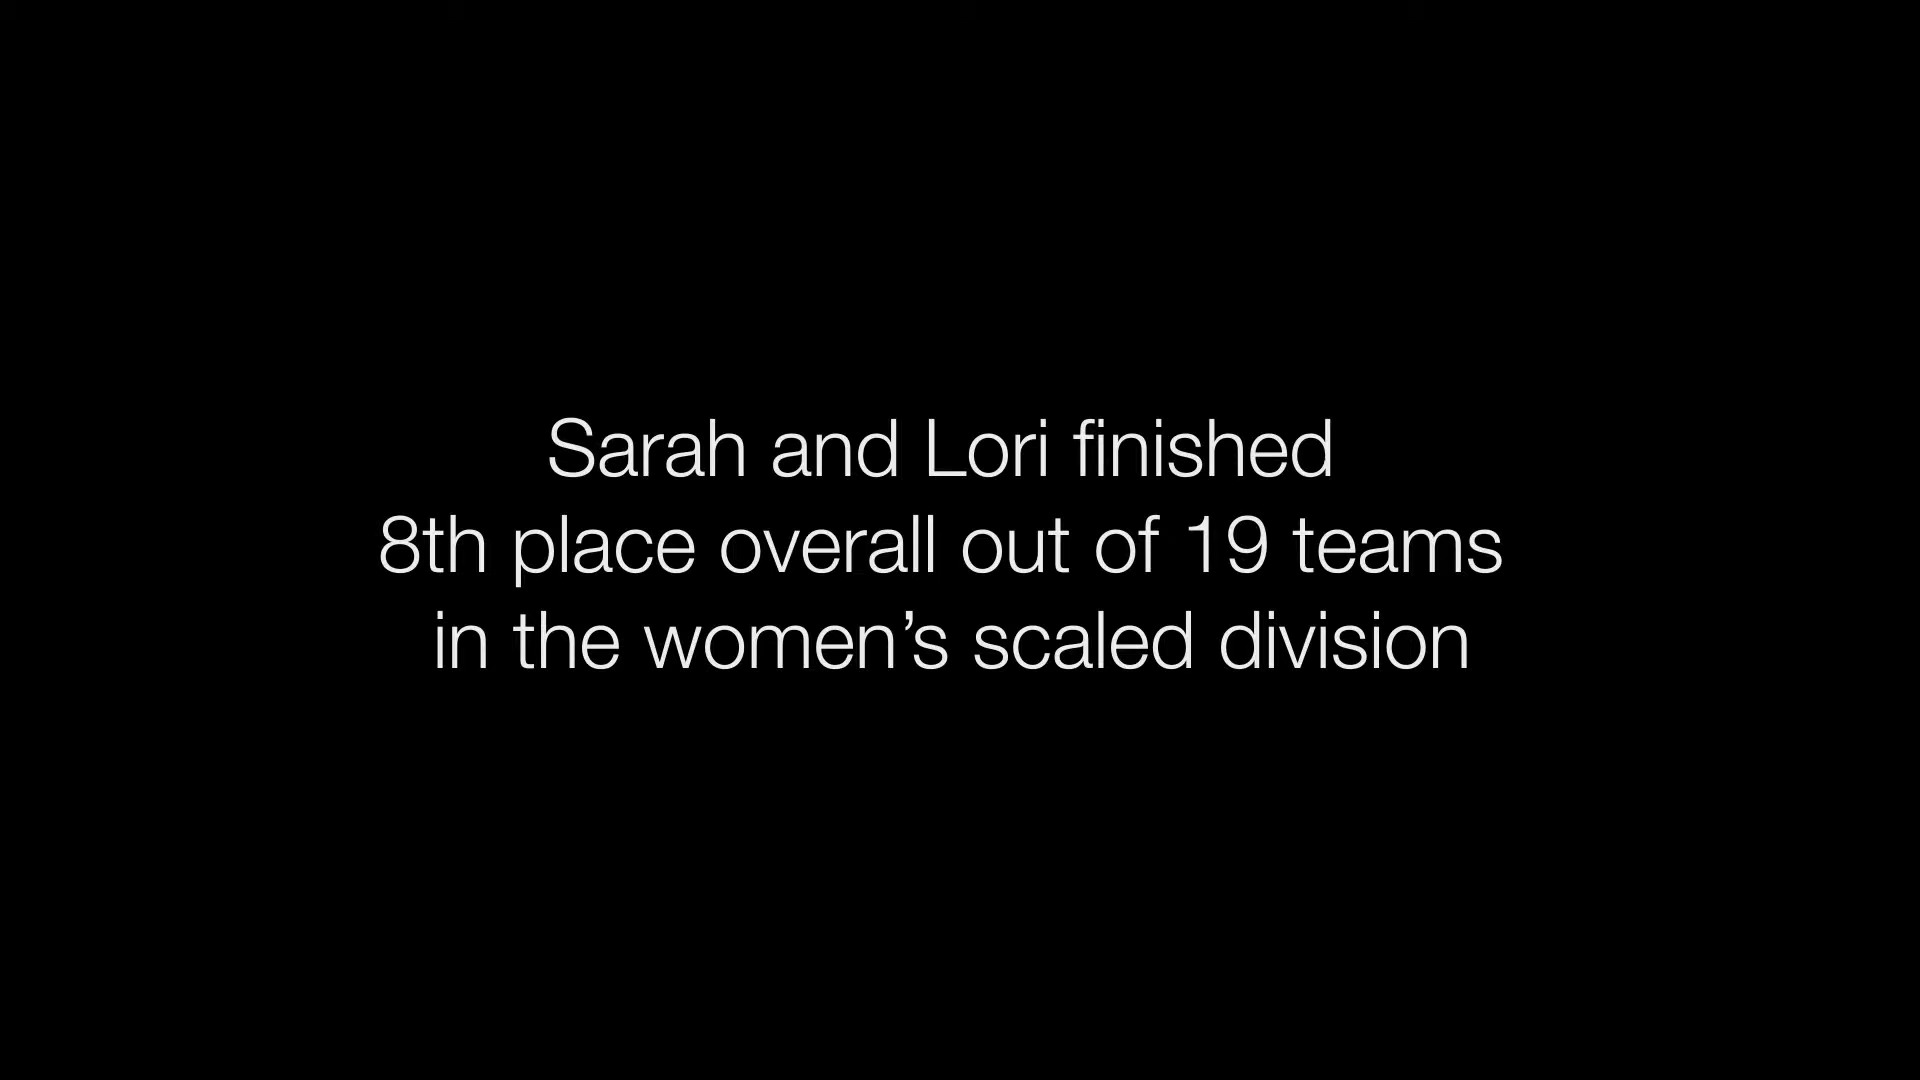 Sarah and Lori finished
8th place overall out of 19 teams
in the women’s scaled division